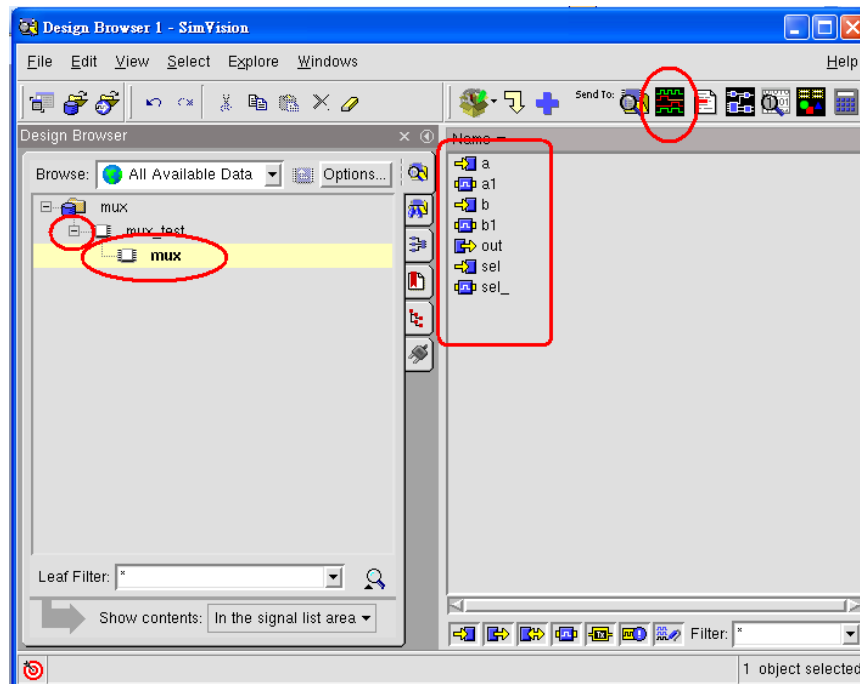 Design Browser 1 - SimVision
File Edit View Select Explore Windows Help
Send To:
Design Browser
Name
Browse: All Available Data Options...
mux
mux_test
mux
a
a1
b
b1
out
sel
sel_
Leaf Filter: *
Show contents: In the signal list area
Filter: *
1 object selected